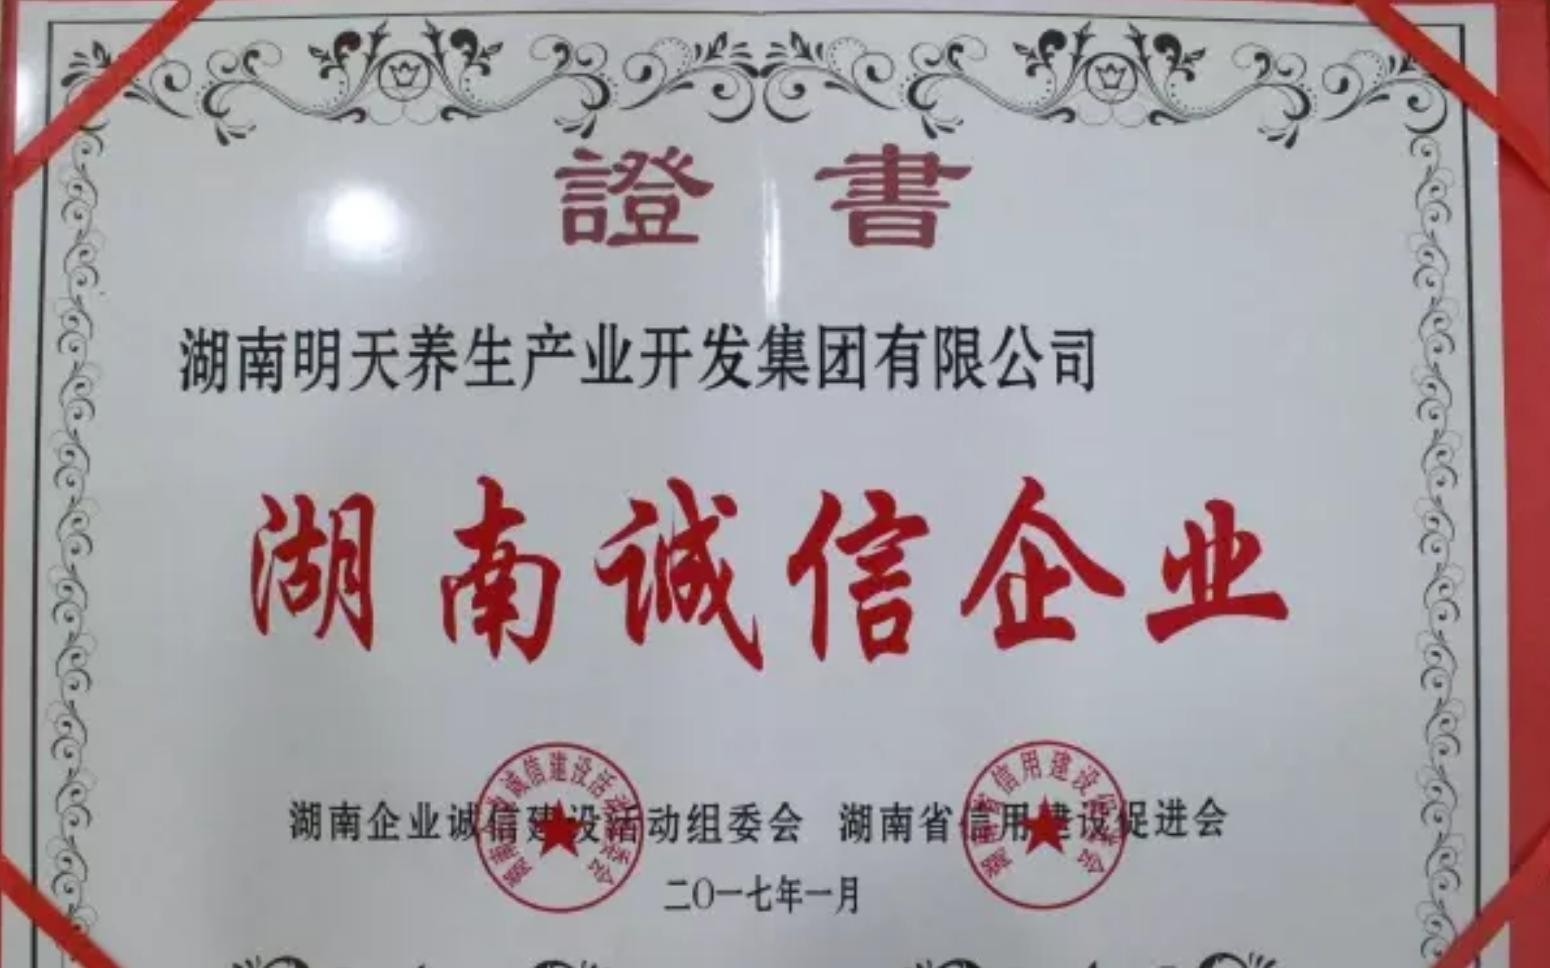 證書
湖南明天养生产业开发集团有限公司
湖南诚信企业
湖南企业诚信建设活动组委会 湖南省信用建设促进会
二〇一七年一月